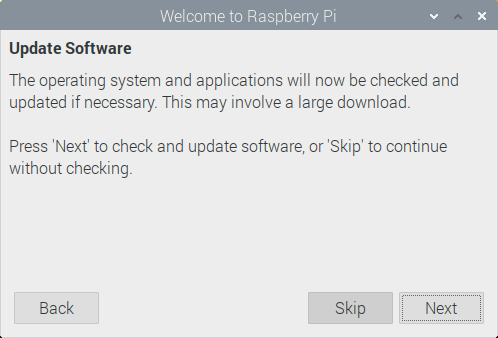 Welcome to Raspberry Pi
Update Software
The operating system and applications will now be checked and
updated if necessary. This may involve a large download.
Press 'Next' to check and update software, or 'Skip' to continue
without checking.
Back
Skip
Next